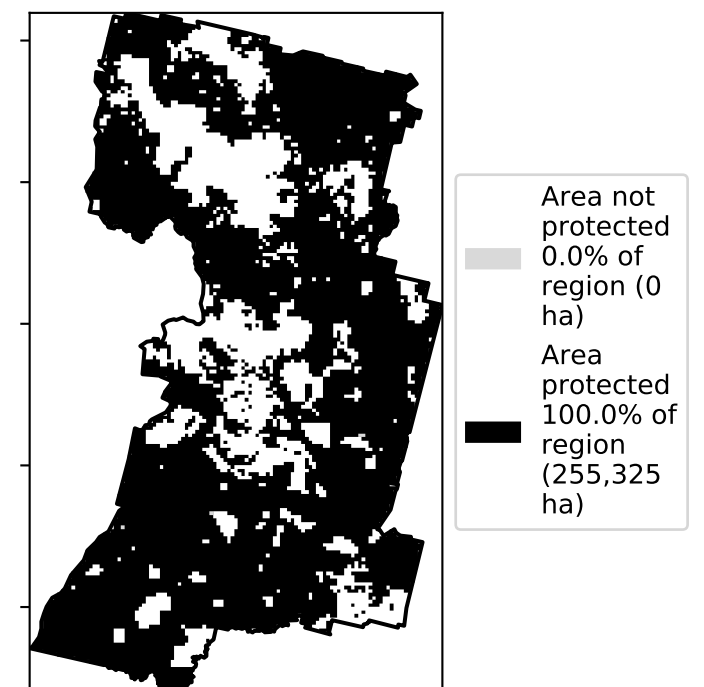 Area not
protected
0.0% of
region (0
ha)
Area
protected
100.0% of
region
(255,325
ha)